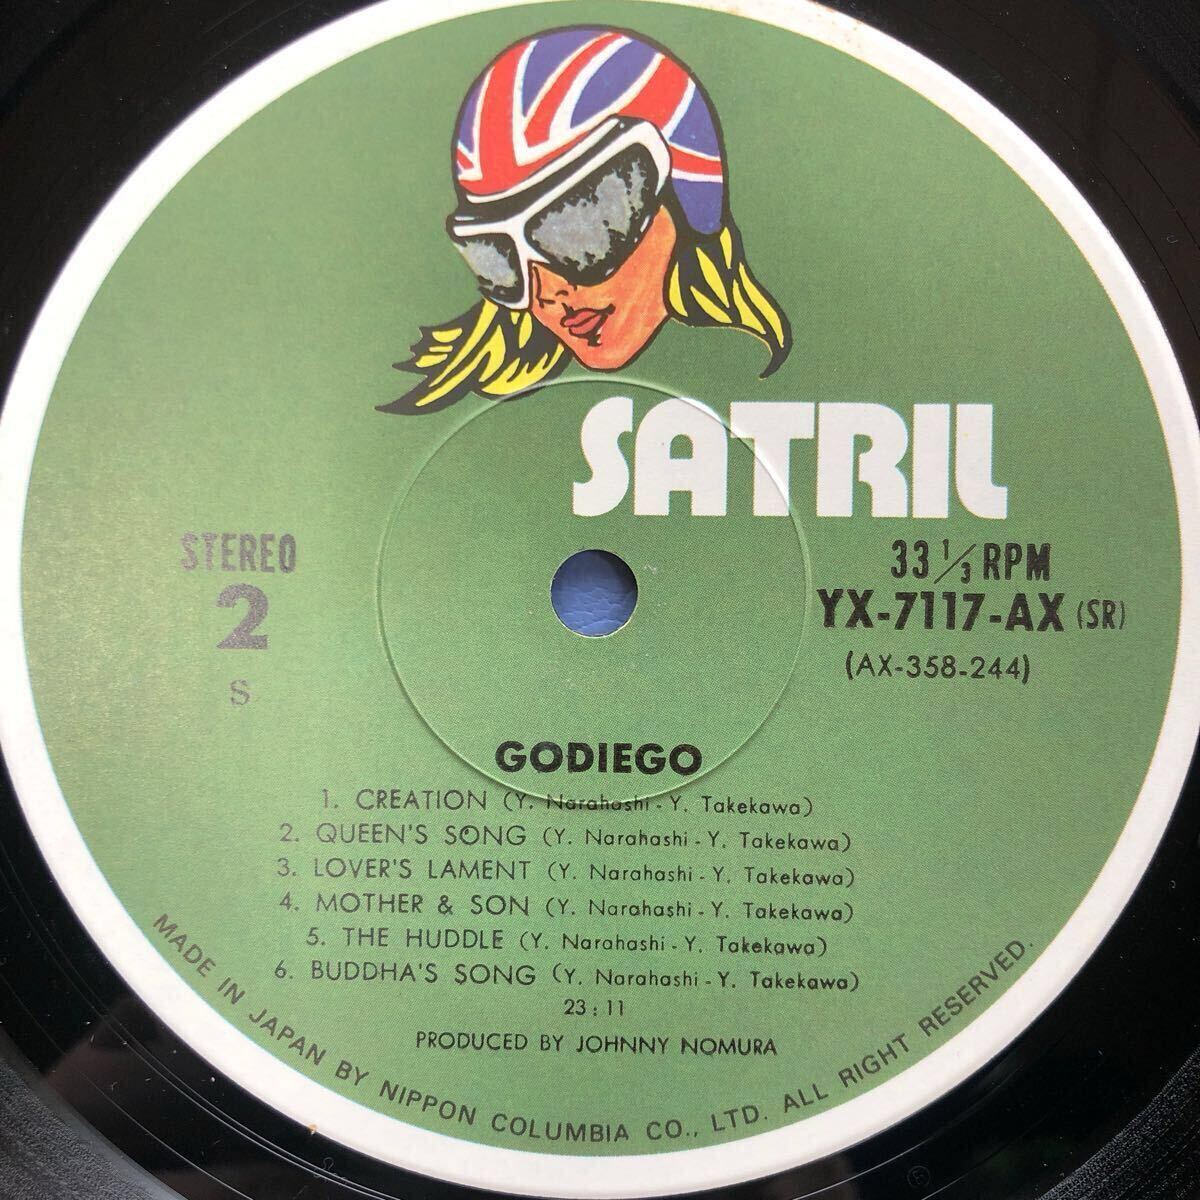 SATRIL
STEREO
2
S
33 1/3 RPM
YX-7117-AX (SR)
(AX-358-244)
GODIEGO
1. CREATION (Y. Narahashi - Y. Takekawa)
2. QUEEN'S SONG (Y. Narahashi - Y. Takekawa)
3. LOVER'S LAMENT (Y. Narahashi - Y. Takekawa)
4. MOTHER & SON (Y. Narahashi - Y. Takekawa)
5. THE HUDDLE (Y. Narahashi - Y. Takekawa)
6. BUDDHA'S SONG (Y. Narahashi - Y. Takekawa)
23:11
PRODUCED BY JOHNNY NOMURA
MADE IN JAPAN BY NIPPON COLUMBIA CO., LTD. ALL RIGHT RESERVED.